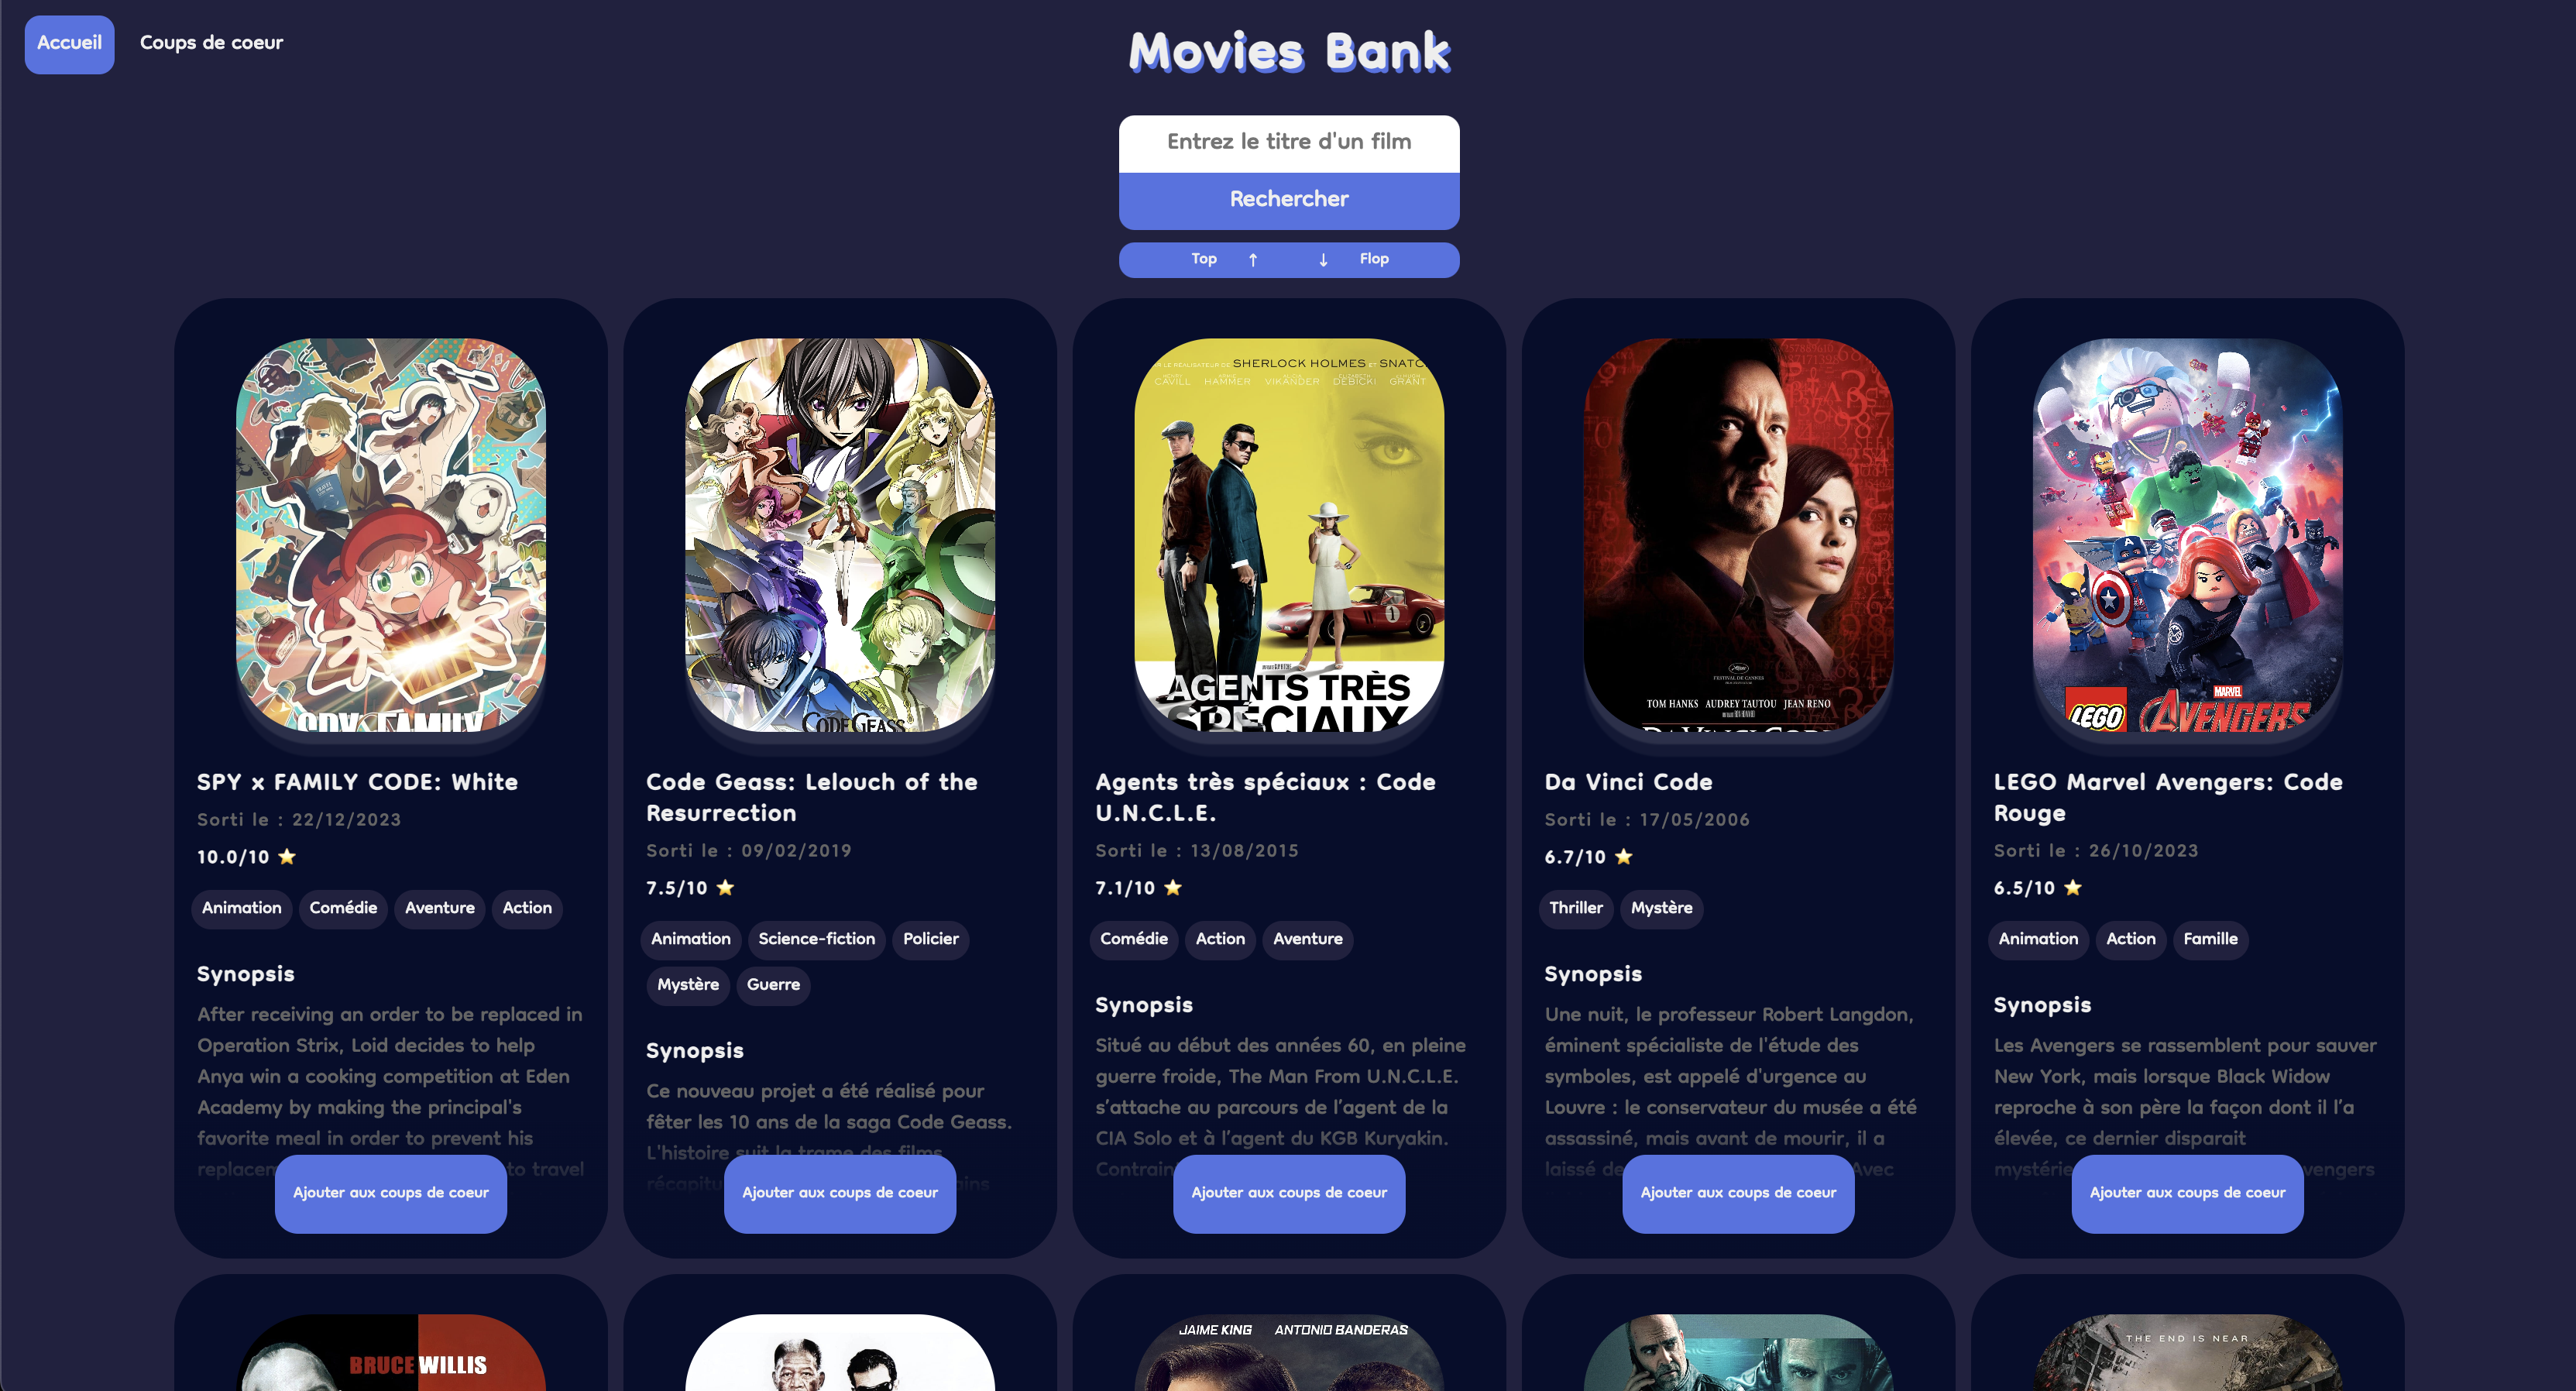 Accueil
Coups de coeur
Movies Bank
Entrez le titre d'un film
Rechercher
Top ↑ ↓ Flop
SPY x FAMILY
SPY x FAMILY CODE: White
Sorti le : 22/12/2023
10.0/10 ⭐
Animation Comédie Aventure Action
Synopsis
After receiving an order to be replaced in
Operation Strix, Loid decides to help
Anya win a cooking competition at Eden
Academy by making the principal's
favorite meal in order to prevent his
to travel
Ajouter aux coups de coeur
CODE GEASS
Code Geass: Lelouch of the
Resurrection
Sorti le : 09/02/2019
7.5/10 ⭐
Animation Science-fiction Policier
Mystère Guerre
Synopsis
Ce nouveau projet a été réalisé pour
fêter les 10 ans de la saga Code Geass.
L'histoire suit la trame des films
Ajouter aux coups de coeur
LE RÉALISATEUR DE SHERLOCK HOLMES ET SNATC
CAVILL HAMMER VIKANDER DEBICKI GRANT
1
AGENTS TRÈS
SPÉCIAUX
Agents très spéciaux : Code
U.N.C.L.E.
Sorti le : 13/08/2015
7.1/10 ⭐
Comédie Action Aventure
Synopsis
Situé au début des années 60, en pleine
guerre froide, The Man From U.N.C.L.E.
s’attache au parcours de l’agent de la
CIA Solo et à l’agent du KGB Kuryakin.
Ajouter aux coups de coeur
FESTIVAL DE CANNES
TOM HANKS AUDREY TAUTOU JEAN RENO
DA VINCI CODE
Da Vinci Code
Sorti le : 17/05/2006
6.7/10 ⭐
Thriller Mystère
Synopsis
Une nuit, le professeur Robert Langdon,
éminent spécialiste de l'étude des
symboles, est appelé d'urgence au
Louvre : le conservateur du musée a été
assassiné, mais avant de mourir, il a
laissé de Avec
Ajouter aux coups de coeur
MARVEL
LEGO AVENGERS
LEGO Marvel Avengers: Code
Rouge
Sorti le : 26/10/2023
6.5/10 ⭐
Animation Action Famille
Synopsis
Les Avengers se rassemblent pour sauver
New York, mais lorsque Black Widow
reproche à son père la façon dont il l’a
élevée, ce dernier disparait
Ajouter aux coups de coeur
BRUCE WILLIS
JAIME KING ANTONIO BANDERAS
THE END IS NEAR